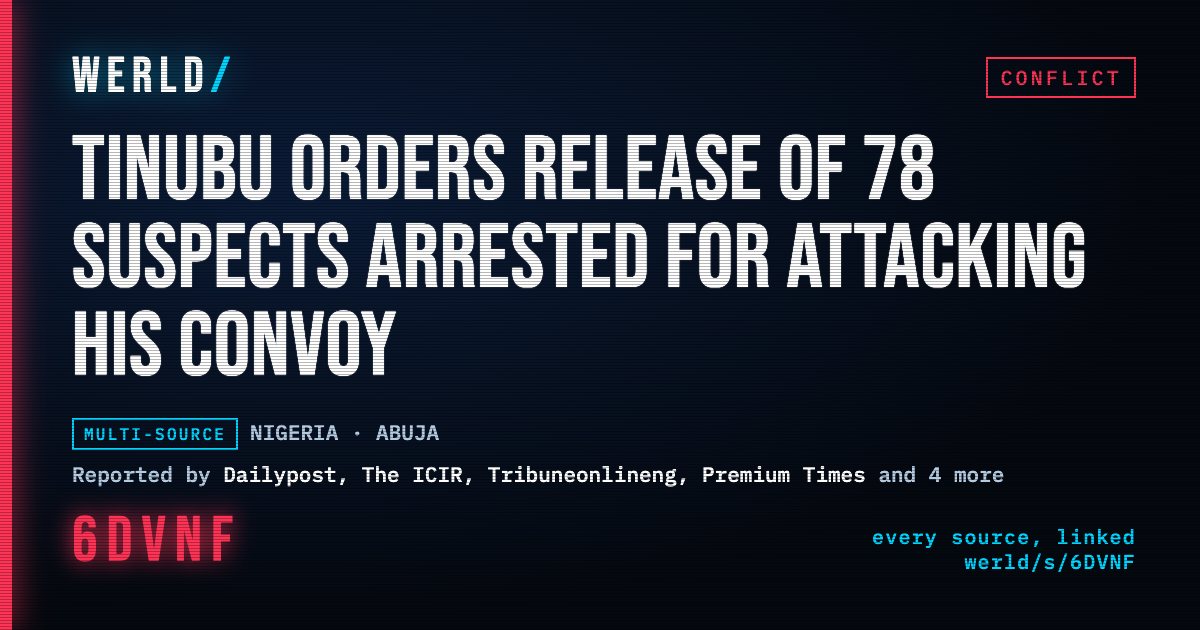 WERLD/
CONFLICT
TINUBU ORDERS RELEASE OF 78
SUSPECTS ARRESTED FOR ATTACKING
HIS CONVOY
MULTI-SOURCE NIGERIA · ABUJA
Reported by Dailypost, The ICIR, Tribuneonlineng, Premium Times and 4 more
6DVNF
every source, linked
werld/s/6DVNF